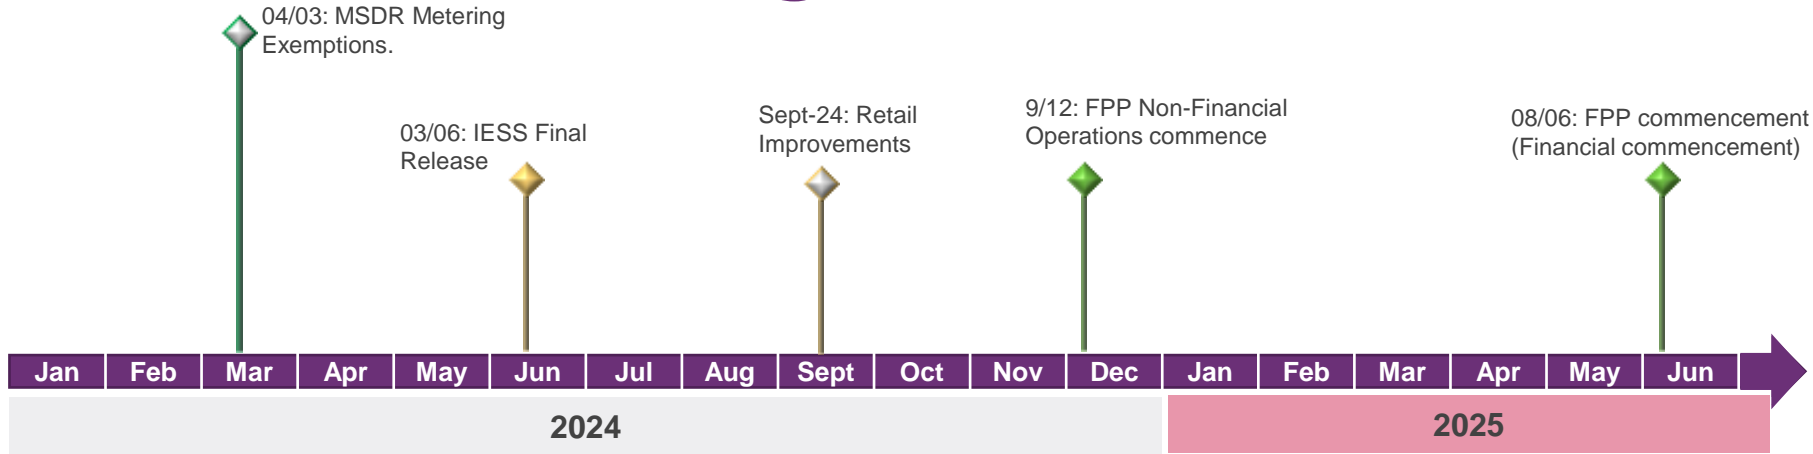 04/03: MSDR Metering
Exemptions.
03/06: IESS Final
Release
Sept-24: Retail
Improvements
9/12: FPP Non-Financial
Operations commence
08/06: FPP commencement
(Financial commencement)
Jan Feb Mar Apr May Jun Jul Aug Sept Oct Nov Dec Jan Feb Mar Apr May Jun
2024 2025